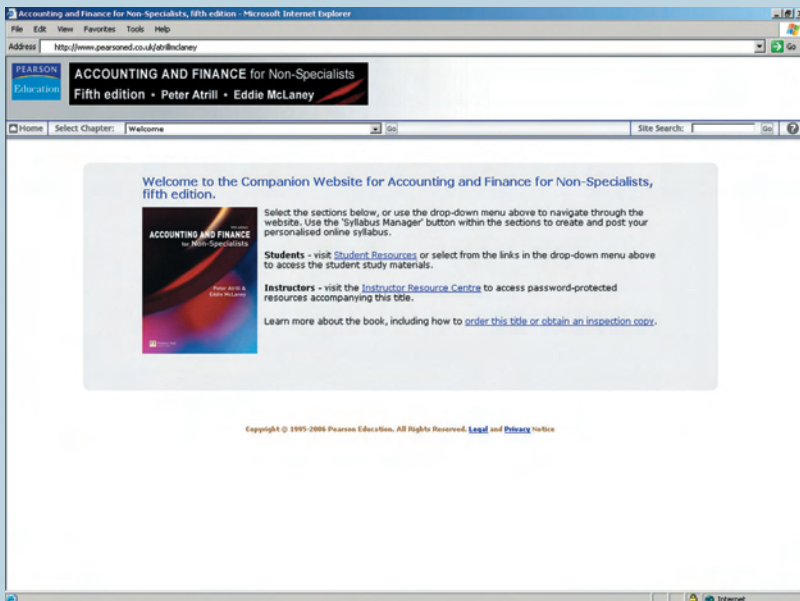 Accounting and Finance for Non-Specialists, fifth edition - Microsoft Internet Explorer
File Edit View Favorites Tools Help
Address http://www.pearsoned.co.uk/atrillmclaney Go
PEARSON
Education
ACCOUNTING AND FINANCE for Non-Specialists
Fifth edition • Peter Atrill • Eddie McLaney
Home Select Chapter: Welcome Go Site Search: Go ?
Welcome to the Companion Website for Accounting and Finance for Non-Specialists,
fifth edition.
ACCOUNTING AND FINANCE
for Non-Specialists
Peter Atrill &
Eddie McLaney
Select the sections below, or use the drop-down menu above to navigate through the
website. Use the 'Syllabus Manager' button within the sections to create and post your
personalised online syllabus.
Students - visit Student Resources or select from the links in the drop-down menu above
to access the student study materials.
Instructors - visit the Instructor Resource Centre to access password-protected
resources accompanying this title.
Learn more about the book, including how to order this title or obtain an inspection copy.
Copyright © 1995-2006 Pearson Education. All Rights Reserved. Legal and Privacy Notice
Internet